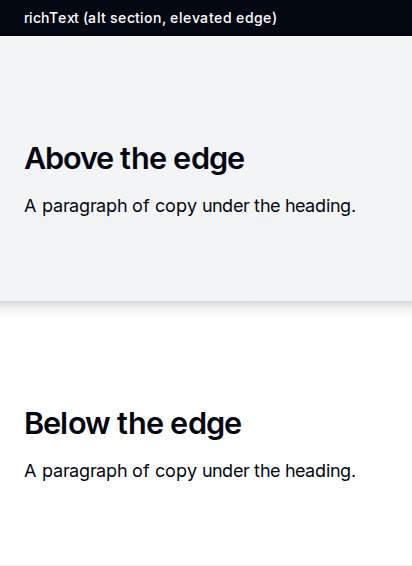 richText (alt section, elevated edge)
Above the edge
A paragraph of copy under the heading.
Below the edge
A paragraph of copy under the heading.